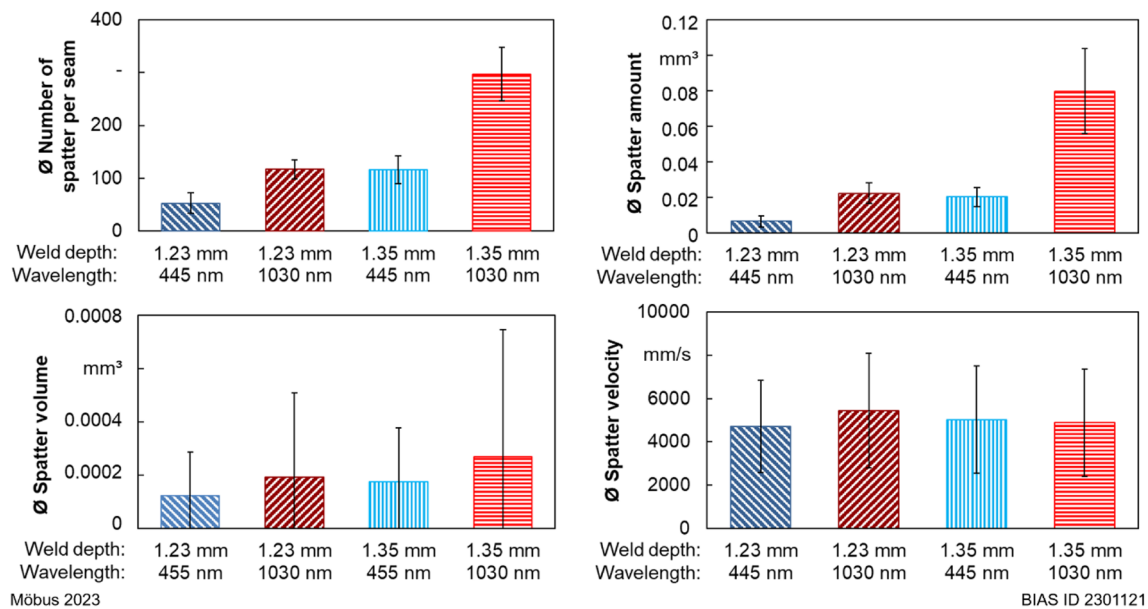 Ø Number of
spatter per seam
400
-
200
100
0
Weld depth: 1.23 mm 1.23 mm 1.35 mm 1.35 mm
Wavelength: 445 nm 1030 nm 445 nm 1030 nm
Ø Spatter amount
0.12
mm³
0.08
0.06
0.04
0.02
0
Weld depth: 1.23 mm 1.23 mm 1.35 mm 1.35 mm
Wavelength: 445 nm 1030 nm 445 nm 1030 nm
Ø Spatter volume
0.0008
mm³
0.0004
0.0002
0
Weld depth: 1.23 mm 1.23 mm 1.35 mm 1.35 mm
Wavelength: 455 nm 1030 nm 455 nm 1030 nm
Ø Spatter velocity
10000
mm/s
6000
4000
2000
0
Weld depth: 1.23 mm 1.23 mm 1.35 mm 1.35 mm
Wavelength: 445 nm 1030 nm 445 nm 1030 nm
Möbus 2023
BIAS ID 2301121